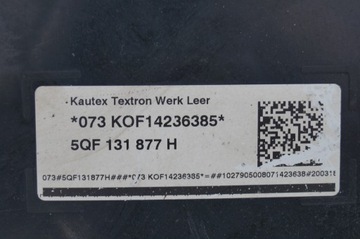 Kautex Textron Werk Leer
*073 KOF14236385*
5QF 131 877 H
073#5QF131877H###*073 KOF14236385*=##1027905008071423638#200318